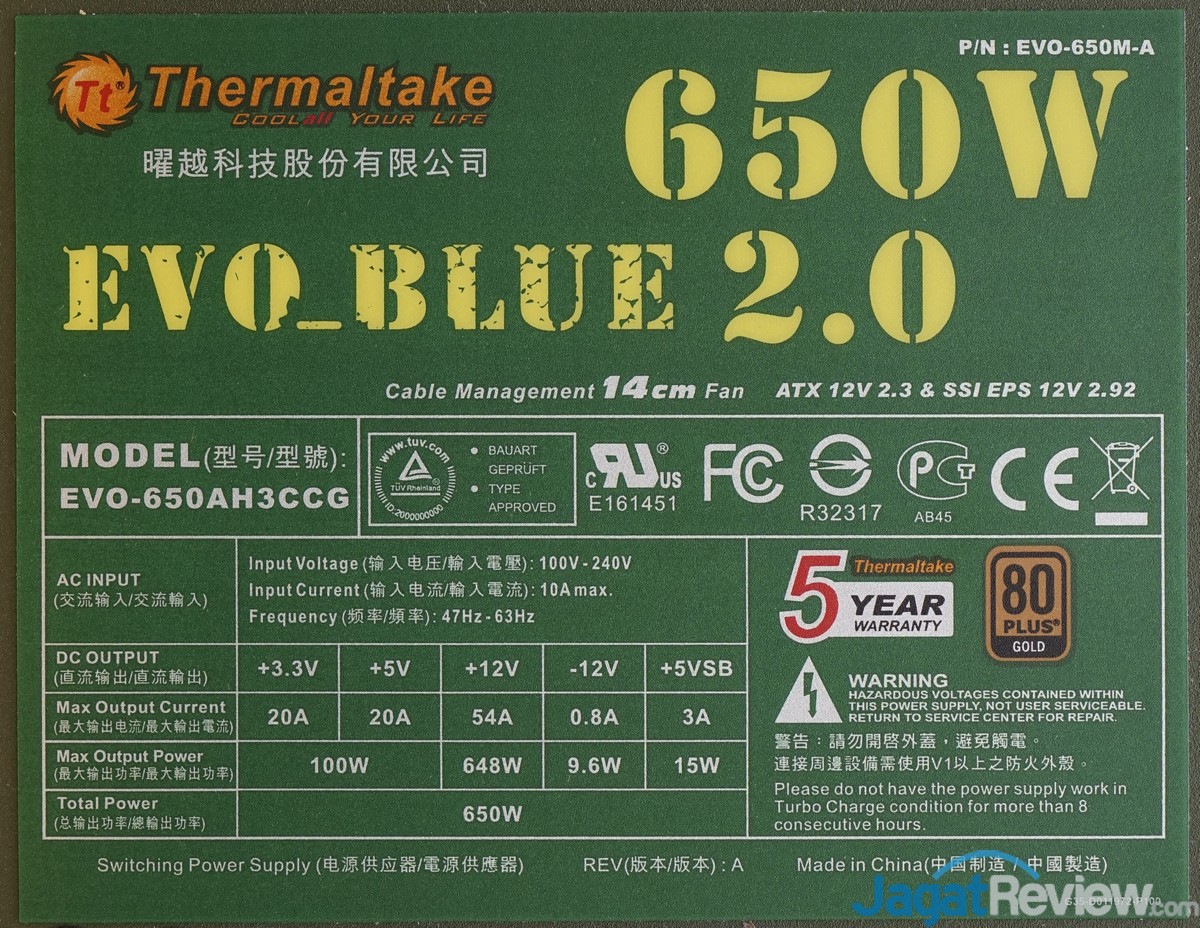 P/N : EVO-650M-A
Tt® Thermaltake
COOLall YOUR LIFE
曜越科技股份有限公司
650W
EVO_BLUE 2.0
Cable Management 14cm Fan ATX 12V 2.3 & SSI EPS 12V 2.92
MODEL(型号/型號):
EVO-650AH3CCG
www.tuv.com
TÜVRheinland®
ID:2000000000
• BAUART
GEPRÜFT
• TYPE
APPROVED
C RU US ®
E161451
FC
R32317
PCT
AB45
CE
AC INPUT
(交流输入/交流輸入)
Input Voltage (输入电压/輸入電壓): 100V - 240V
Input Current (输入电流/輸入電流): 10A max.
Frequency (频率/頻率): 47Hz - 63Hz
DC OUTPUT
(直流输出/直流輸出)
+3.3V +5V +12V -12V +5VSB
Max Output Current
(最大输出电流/最大輸出電流)
20A 20A 54A 0.8A 3A
Max Output Power
(最大输出功率/最大輸出功率)
100W 648W 9.6W 15W
Total Power
(总输出功率/總輸出功率)
650W
5 Thermaltake
YEAR
WARRANTY
80
PLUS®
GOLD
WARNING
HAZARDOUS VOLTAGES CONTAINED WITHIN
THIS POWER SUPPLY, NOT USER SERVICEABLE.
RETURN TO SERVICE CENTER FOR REPAIR.
警告：請勿開啓外蓋，避免觸電。
連接周邊設備需使用V1以上之防火外殼。
Please do not have the power supply work in
Turbo Charge condition for more than 8
consecutive hours.
Switching Power Supply (电源供应器/電源供應器) REV(版本/版本) : A Made in China(中国制造 / 中國製造)
JagatReview.com